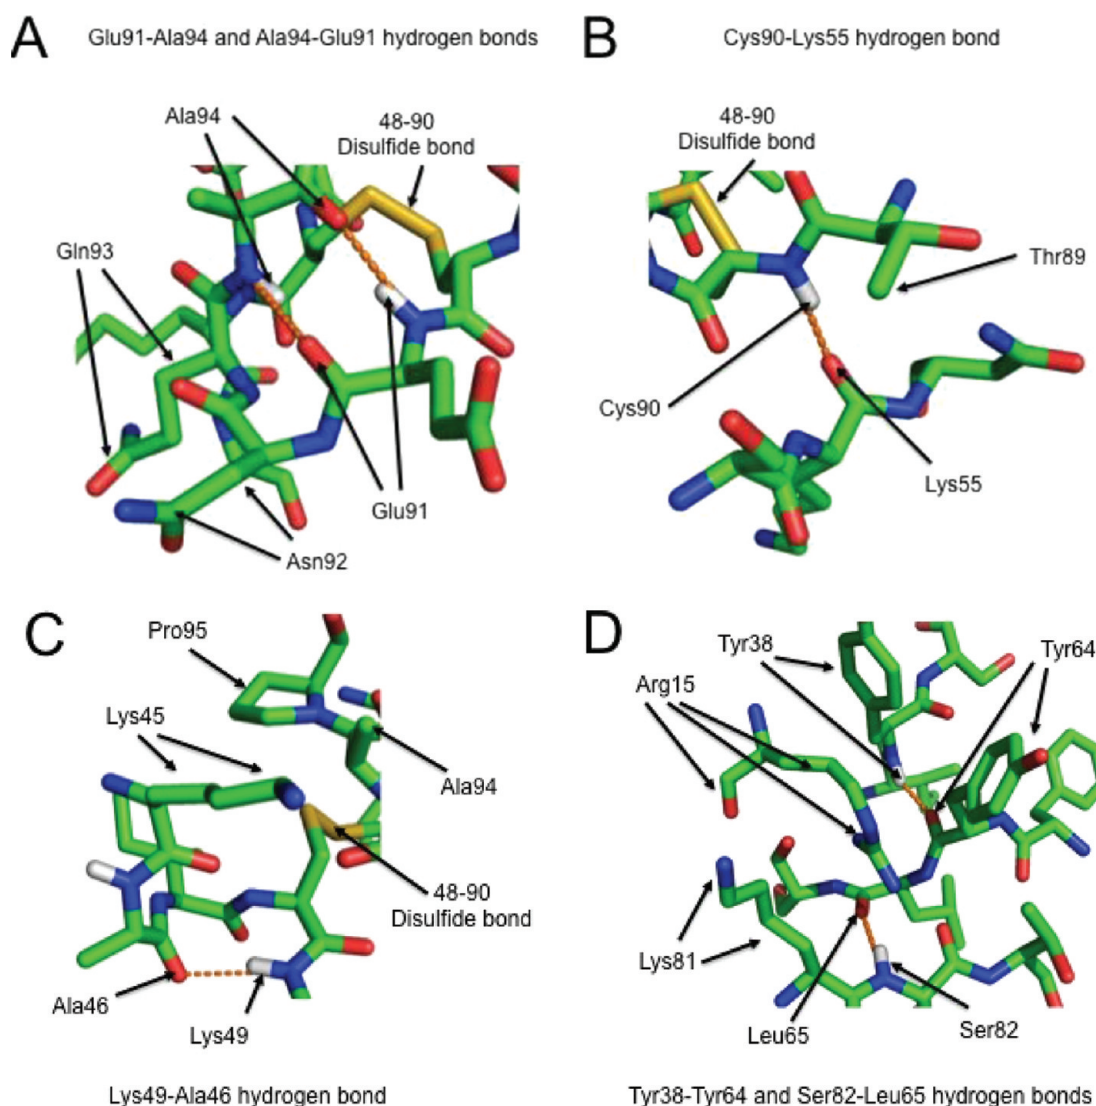 A
Glu91-Ala94 and Ala94-Glu91 hydrogen bonds
Ala94
48-90
Disulfide bond
Gln93
Glu91
Asn92
B
Cys90-Lys55 hydrogen bond
48-90
Disulfide bond
Thr89
Cys90
Lys55
C
Pro95
Lys45
Ala94
48-90
Disulfide bond
Ala46
Lys49
Lys49-Ala46 hydrogen bond
D
Tyr38
Tyr64
Arg15
Lys81
Leu65
Ser82
Tyr38-Tyr64 and Ser82-Leu65 hydrogen bonds